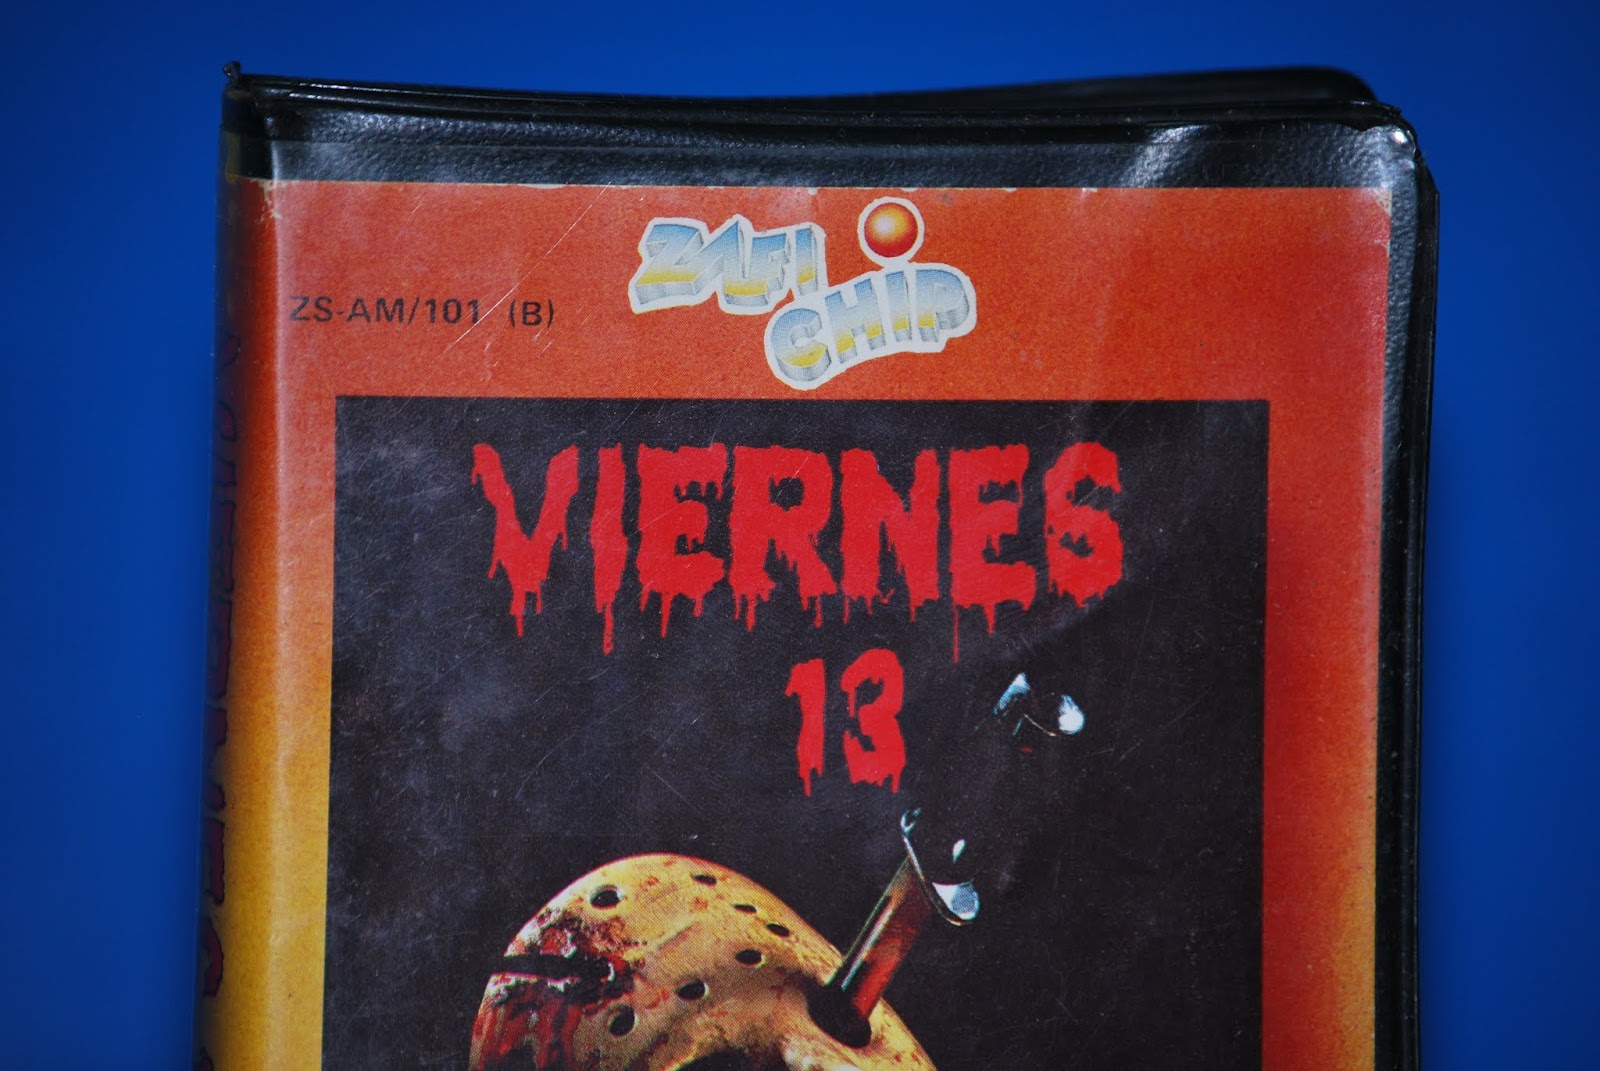 ZAFI
CHIP
ZS-AM/101 (B)
VIERNES
13